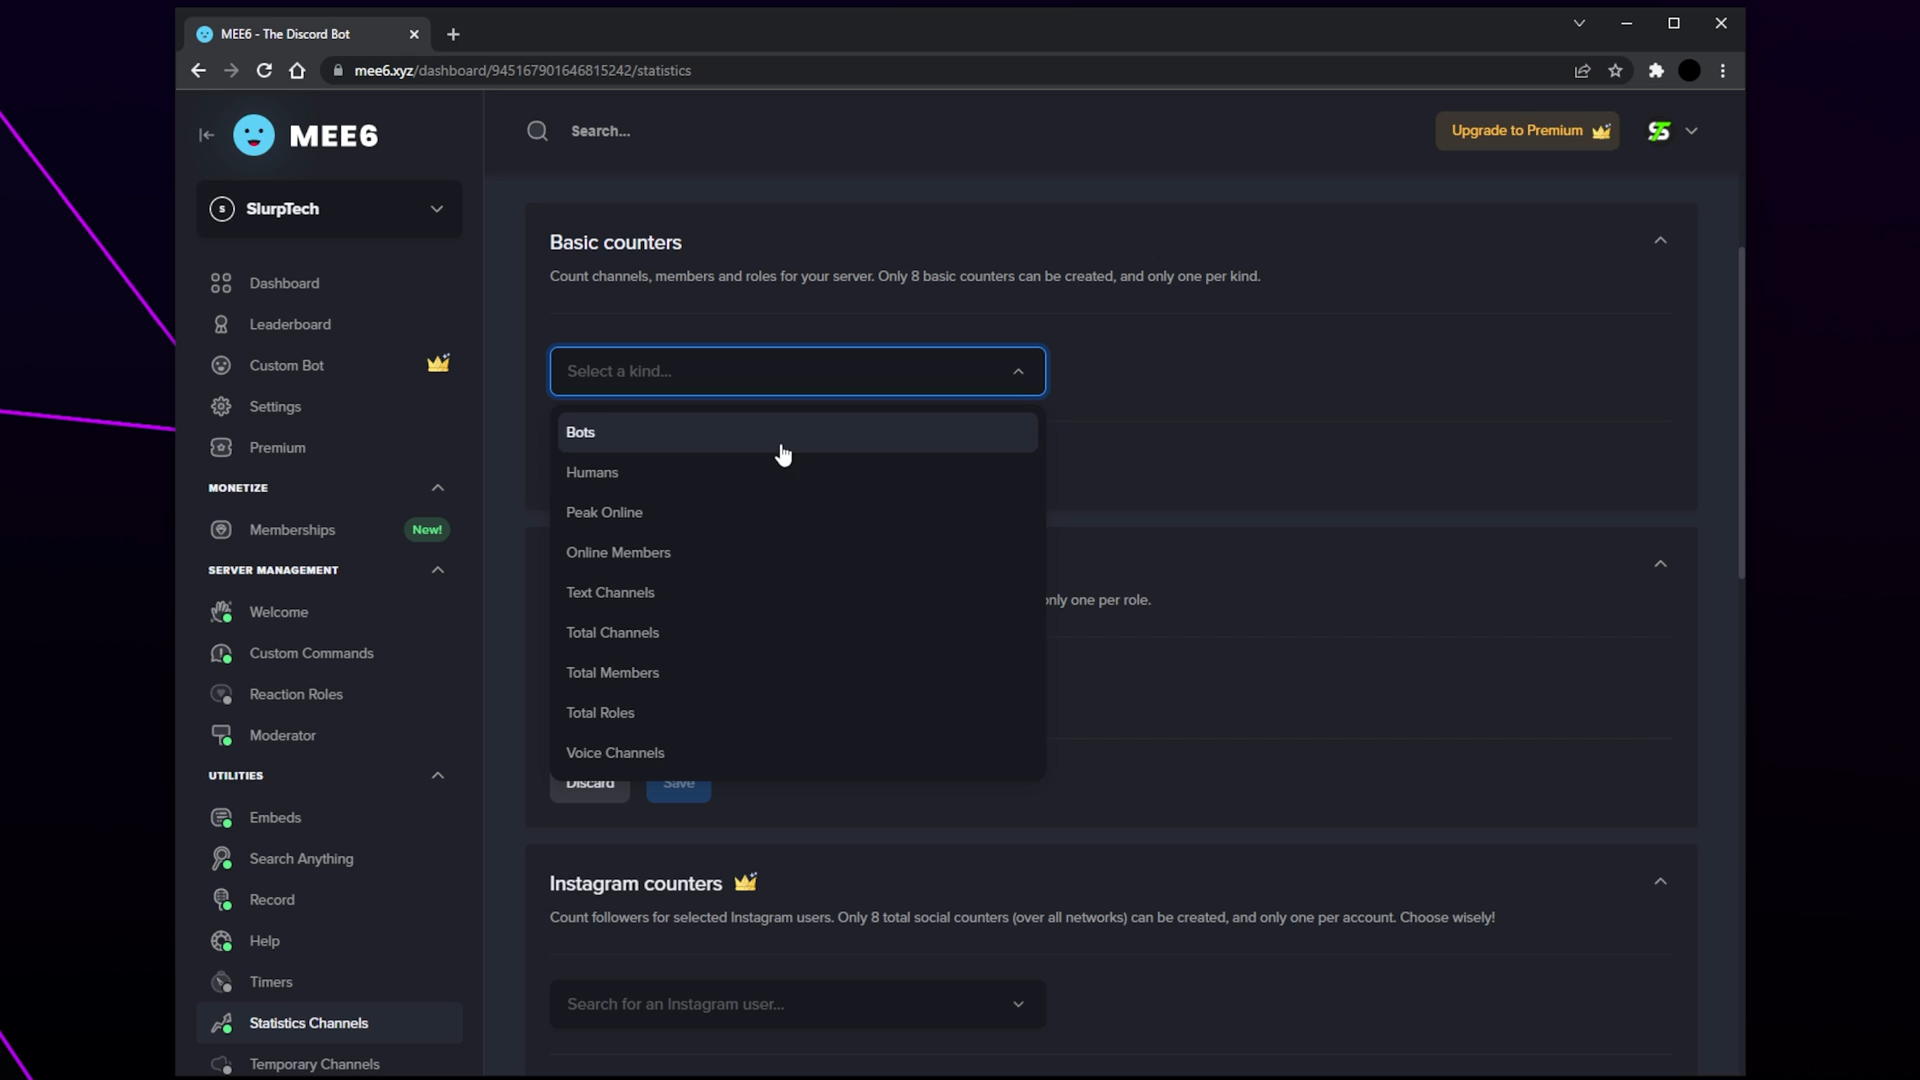 MEE6 - The Discord Bot
mee6.xyz/dashboard/945167901646815242/statistics
MEE6
Search...
Upgrade to Premium
S SlurpTech
Dashboard
Leaderboard
Custom Bot
Settings
Premium
MONETIZE
Memberships
New!
SERVER MANAGEMENT
Welcome
Custom Commands
Reaction Roles
Moderator
UTILITIES
Embeds
Search Anything
Record
Help
Timers
Statistics Channels
Temporary Channels
Basic counters
Count channels, members and roles for your server. Only 8 basic counters can be created, and only one per kind.
Select a kind...
Bots
Humans
Peak Online
Online Members
Text Channels
Total Channels
Total Members
Total Roles
Voice Channels
only one per role.
Discard
Save
Instagram counters
Count followers for selected Instagram users. Only 8 total social counters (over all networks) can be created, and only one per account. Choose wisely!
Search for an Instagram user...